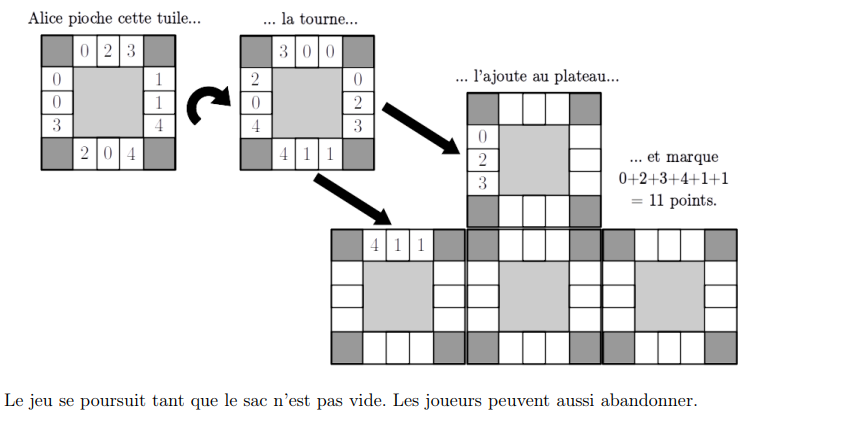 Alice pioche cette tuile...
... la tourne...
0 2 3
3 0 0
... l'ajoute au plateau...
0 1
2 0
0 1
0 2
3 4
4 3
0
2 0 4
4 1 1
2
3
... et marque
0+2+3+4+1+1
= 11 points.
4 1 1
Le jeu se poursuit tant que le sac n'est pas vide. Les joueurs peuvent aussi abandonner.